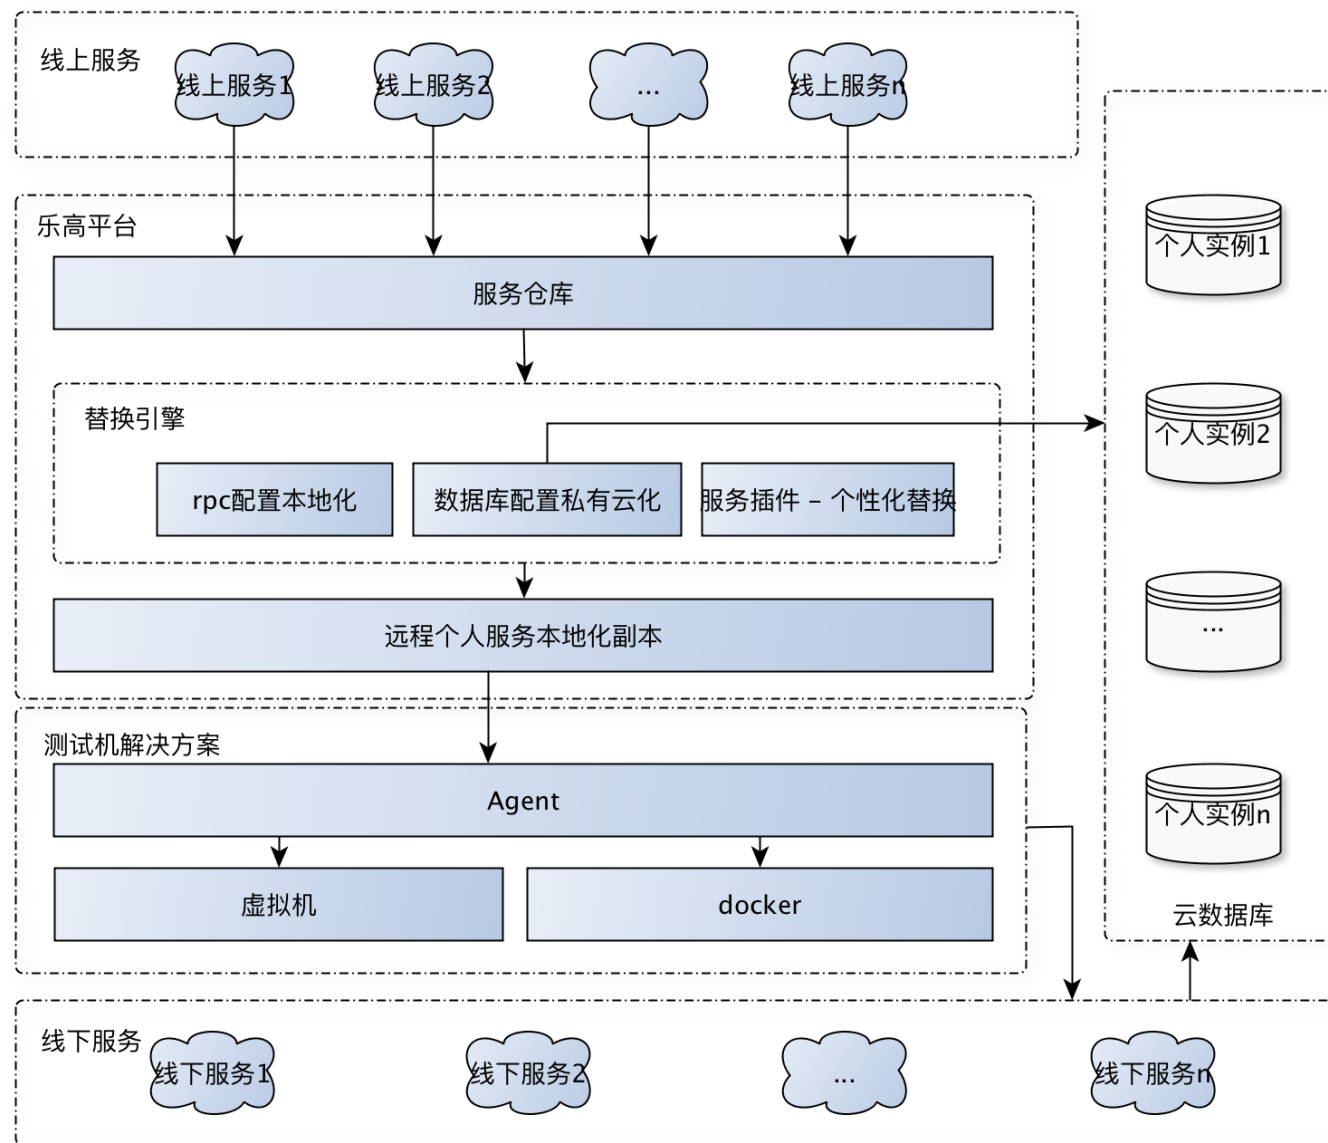 线上服务
线上服务1
线上服务2
...
线上服务n
乐高平台
服务仓库
替换引擎
rpc配置本地化
数据库配置私有云化
服务插件 – 个性化替换
远程个人服务本地化副本
测试机解决方案
Agent
虚拟机
docker
个人实例1
个人实例2
...
个人实例n
云数据库
线下服务
线下服务1
线下服务2
...
线下服务n